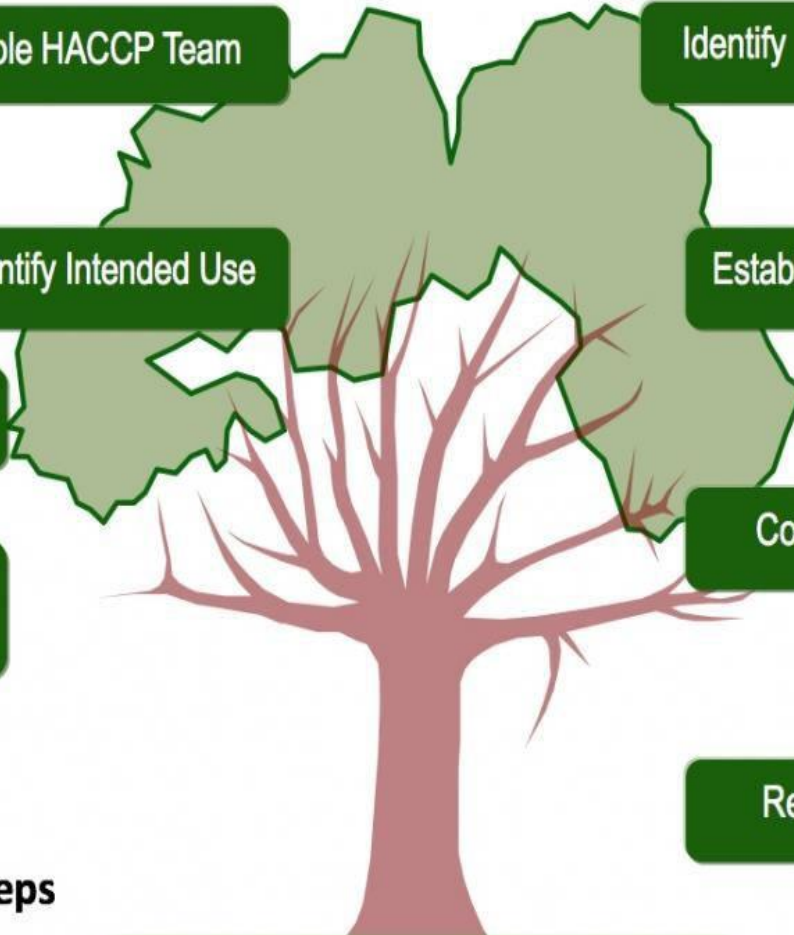 ble HACCP Team
Identify
ntify Intended Use
Estab
Co
Re
eps